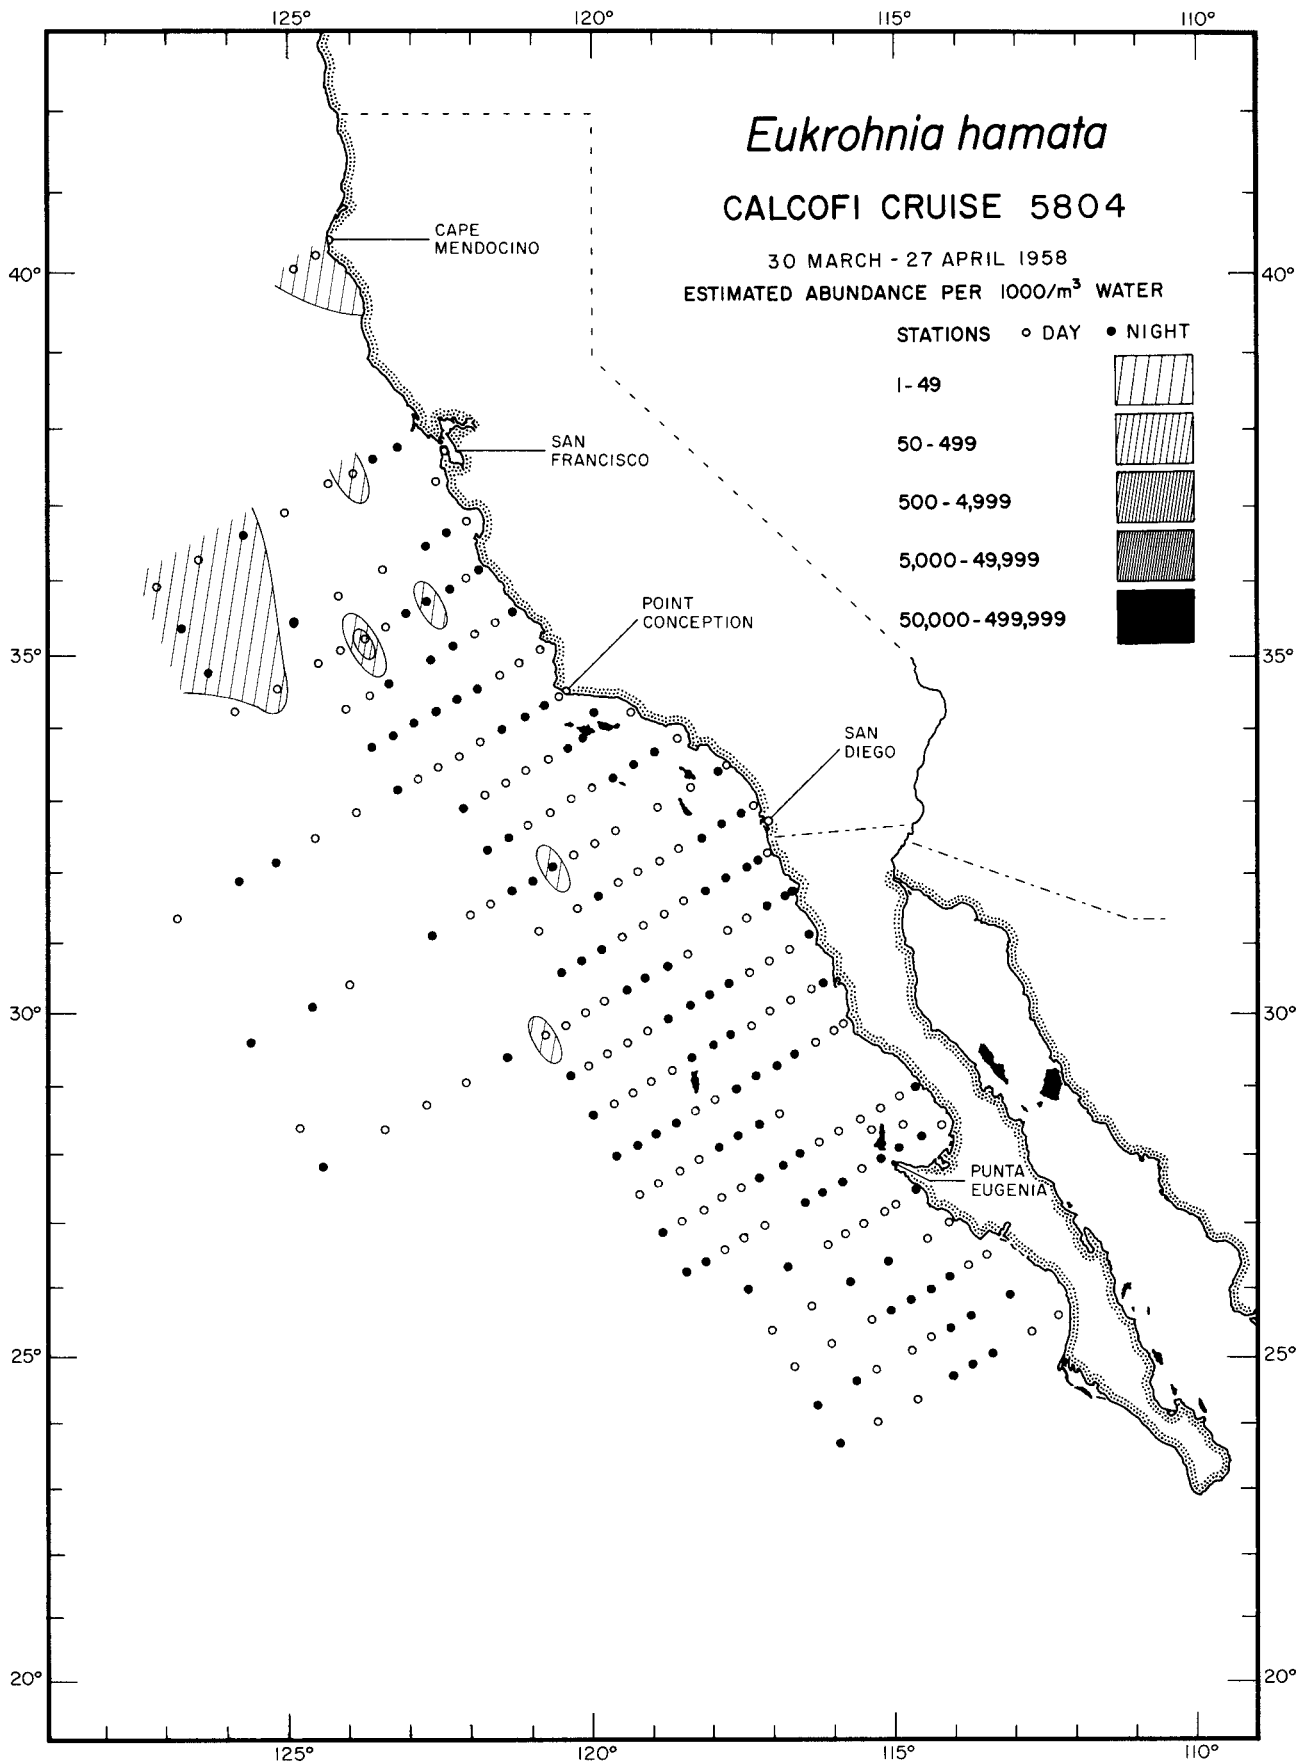 125° 120° 115° 110°
Eukrohnia hamata
CALCOFI CRUISE 5804
30 MARCH - 27 APRIL 1958
ESTIMATED ABUNDANCE PER 1000/m³ WATER
STATIONS ○ DAY ● NIGHT
1-49
50-499
500-4,999
5,000-49,999
50,000-499,999
CAPE
MENDOCINO
40° 40°
SAN
FRANCISCO
POINT
CONCEPTION
35° 35°
SAN
DIEGO
30° 30°
PUNTA
EUGENIA
25° 25°
20° 20°
125° 120° 115° 110°